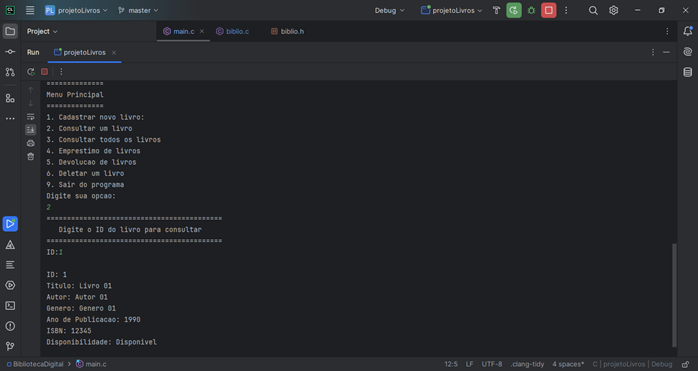 PL projetoLivros master Debug projetoLivros
Project main.c biblio.c biblio.h
Run projetoLivros
==============
Menu Principal
==============
1. Cadastrar novo livro:
2. Consultar um livro
3. Consultar todos os livros
4. Emprestimo de livros
5. Devolucao de livros
6. Deletar um livro
9. Sair do programa
Digite sua opcao:
2
===========================================
Digite o ID do livro para consultar
===========================================
ID:1
ID: 1
Titulo: Livro 01
Autor: Autor 01
Genero: Genero 01
Ano de Publicacao: 1990
ISBN: 12345
Disponibilidade: Disponivel
BibliotecaDigital main.c 12:5 LF UTF-8 .clang-tidy 4 spaces* C | projetoLivros | Debug